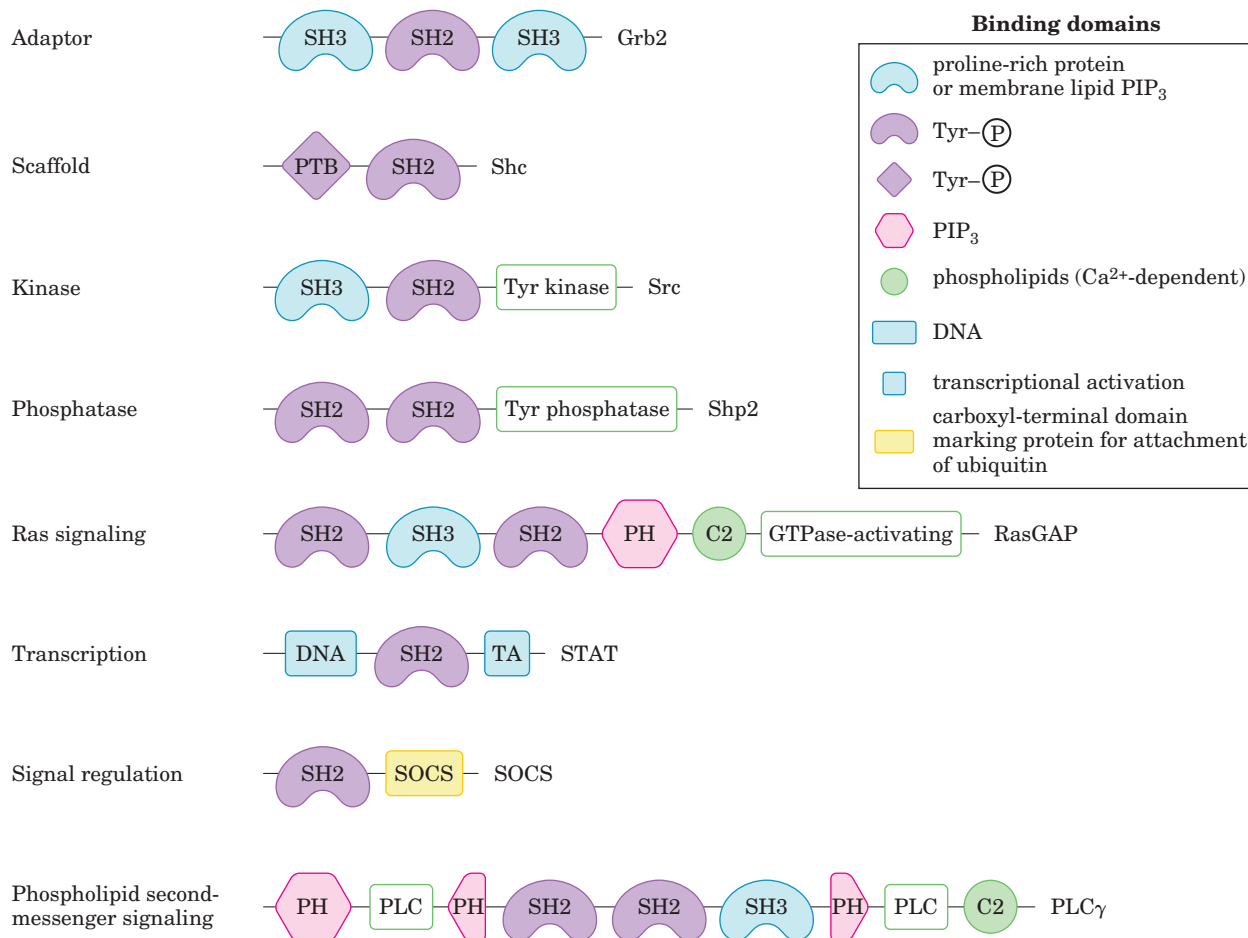 Adaptor
SH3 SH2 SH3 Grb2
Scaffold
PTB SH2 Shc
Kinase
SH3 SH2 Tyr kinase Src
Phosphatase
SH2 SH2 Tyr phosphatase Shp2
Ras signaling
SH2 SH3 SH2 PH C2 GTPase-activating RasGAP
Transcription
DNA SH2 TA STAT
Signal regulation
SH2 SOCS SOCS
Phospholipid second-
messenger signaling
PH PLC PH SH2 SH2 SH3 PH PLC C2 PLCγ
Binding domains
proline-rich protein
or membrane lipid PIP₃
Tyr–Ⓟ
Tyr–Ⓟ
PIP₃
phospholipids (Ca²⁺-dependent)
DNA
transcriptional activation
carboxyl-terminal domain
marking protein for attachment
of ubiquitin